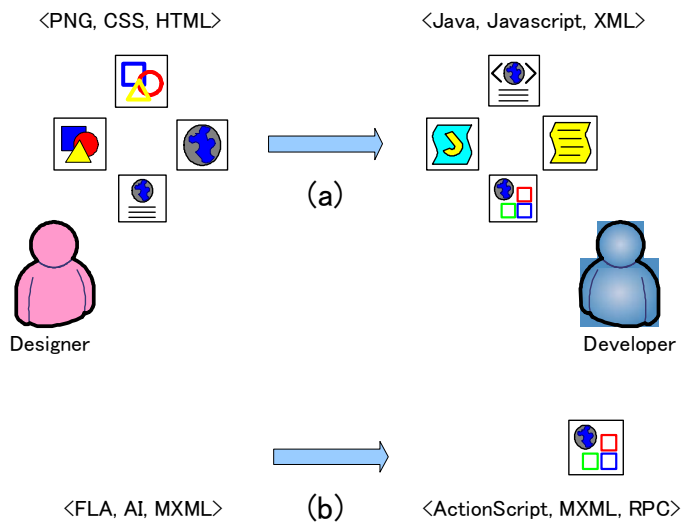 <PNG, CSS, HTML>
<Java, Javascript, XML>
(a)
Designer
Developer
<FLA, AI, MXML>
(b)
<ActionScript, MXML, RPC>